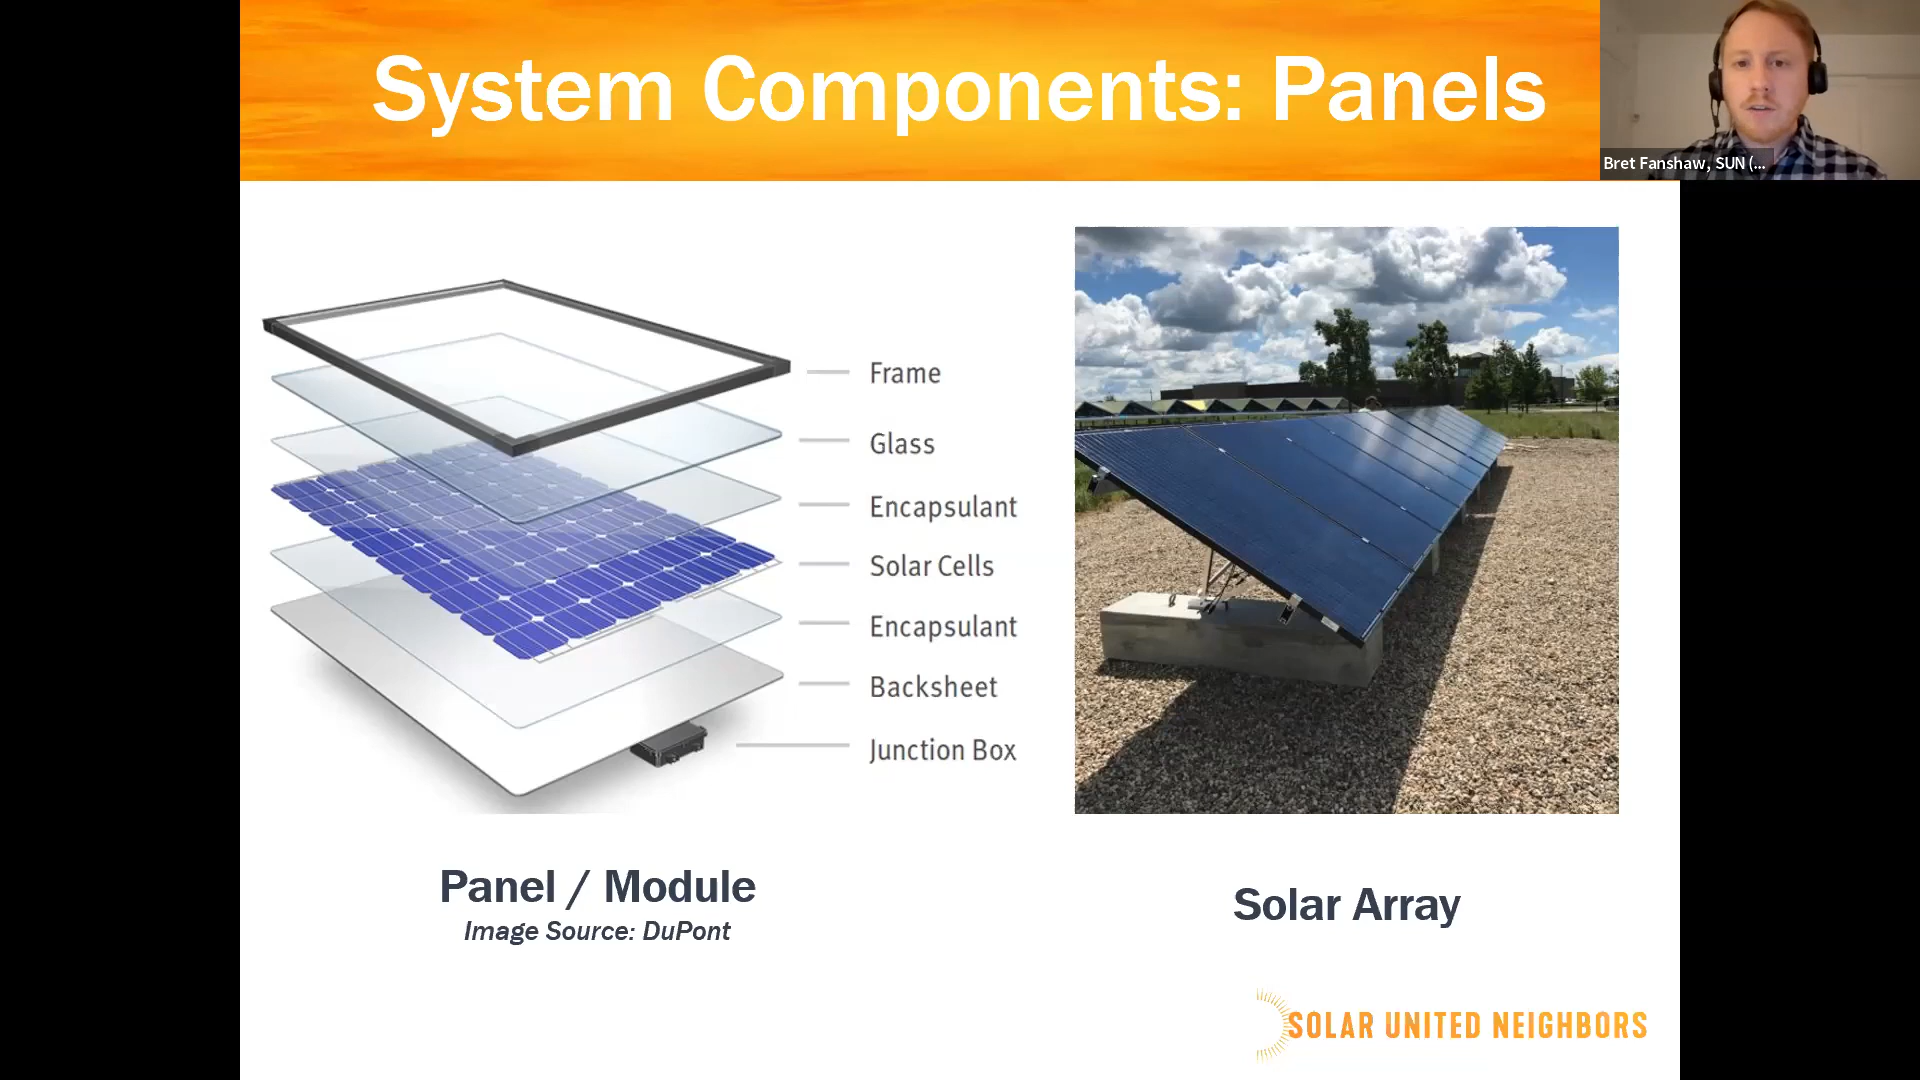 System Components: Panels
Bret Fanshaw, SUN (...
Frame
Glass
Encapsulant
Solar Cells
Encapsulant
Backsheet
Junction Box
Panel / Module
Image Source: DuPont
Solar Array
SOLAR UNITED NEIGHBORS